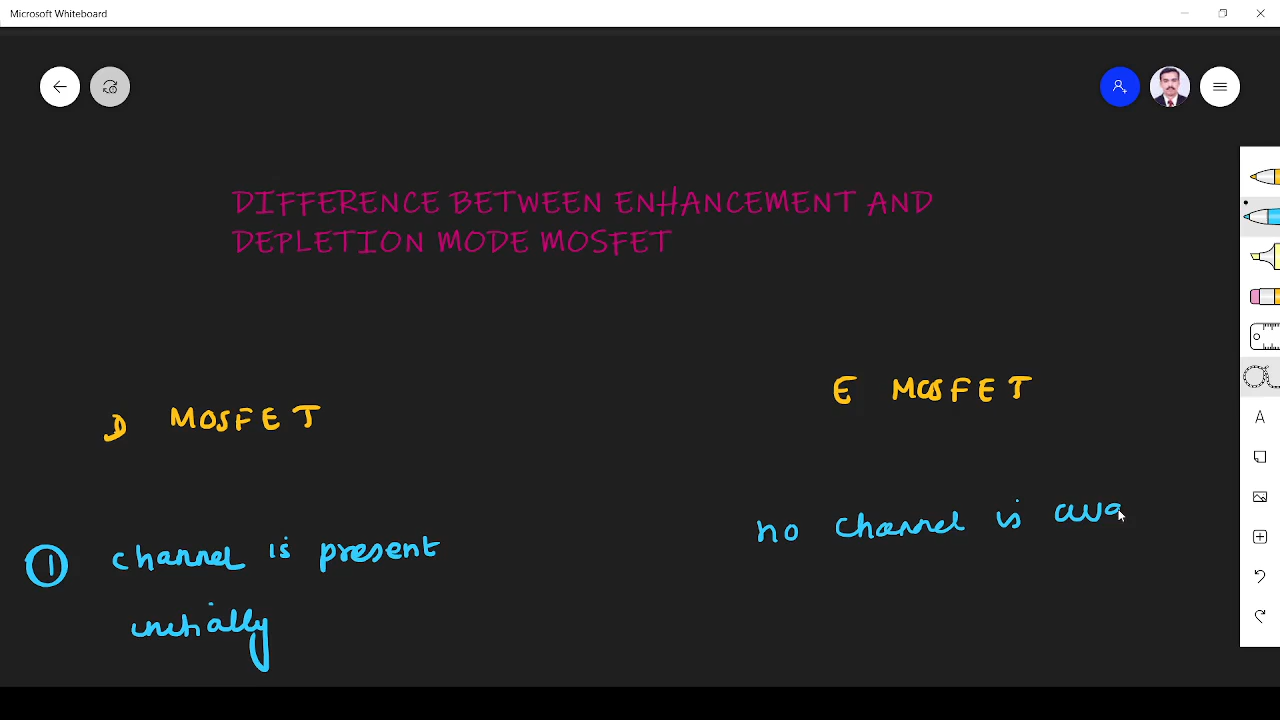 Microsoft Whiteboard
DIFFERENCE BETWEEN ENHANCEMENT AND
DEPLETION MODE MOSFET
D MOSFET
E MOSFET
1 channel is present
initially
no channel is ava
A